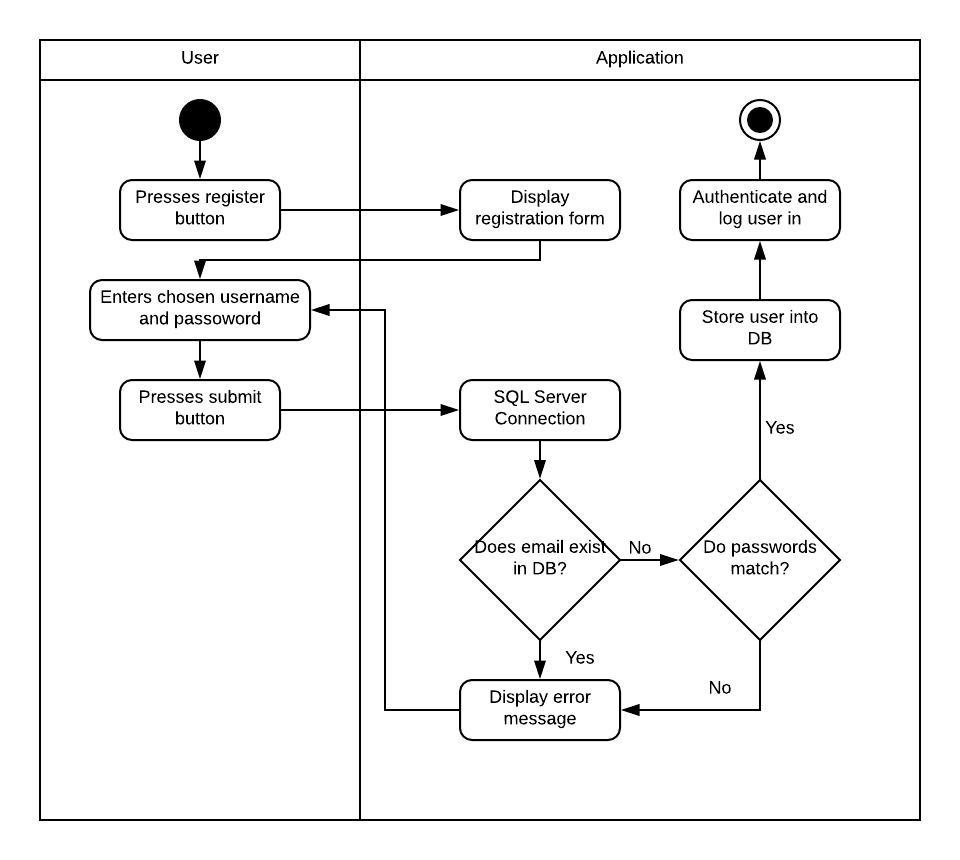 User
Application
Presses register
button
Display
registration form
Authenticate and
log user in
Enters chosen username
and passoword
Store user into
DB
Presses submit
button
SQL Server
Connection
Yes
Does email exist
in DB?
No
Do passwords
match?
Yes
No
Display error
message